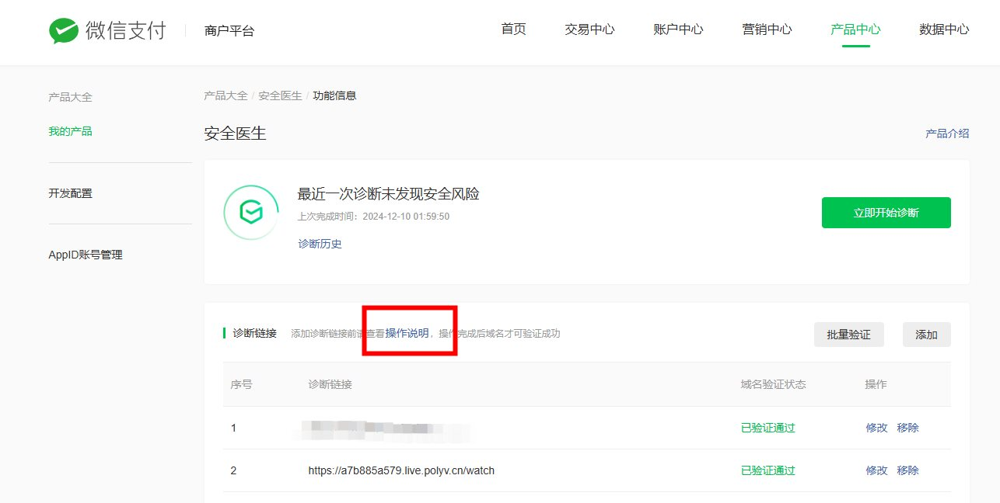 微信支付 商户平台 首页 交易中心 账户中心 营销中心 产品中心 数据中心
产品大全
我的产品
开发配置
AppID账号管理
产品大全 / 安全医生 / 功能信息
安全医生 产品介绍
最近一次诊断未发现安全风险
上次完成时间：2024-12-10 01:59:50
诊断历史
立即开始诊断
诊断链接 添加诊断链接前请查看操作说明，操作完成后域名才可验证成功 批量验证 添加
序号 诊断链接 域名验证状态 操作
1 已验证通过 修改 移除
2 https://a7b885a579.live.polyv.cn/watch 已验证通过 修改 移除